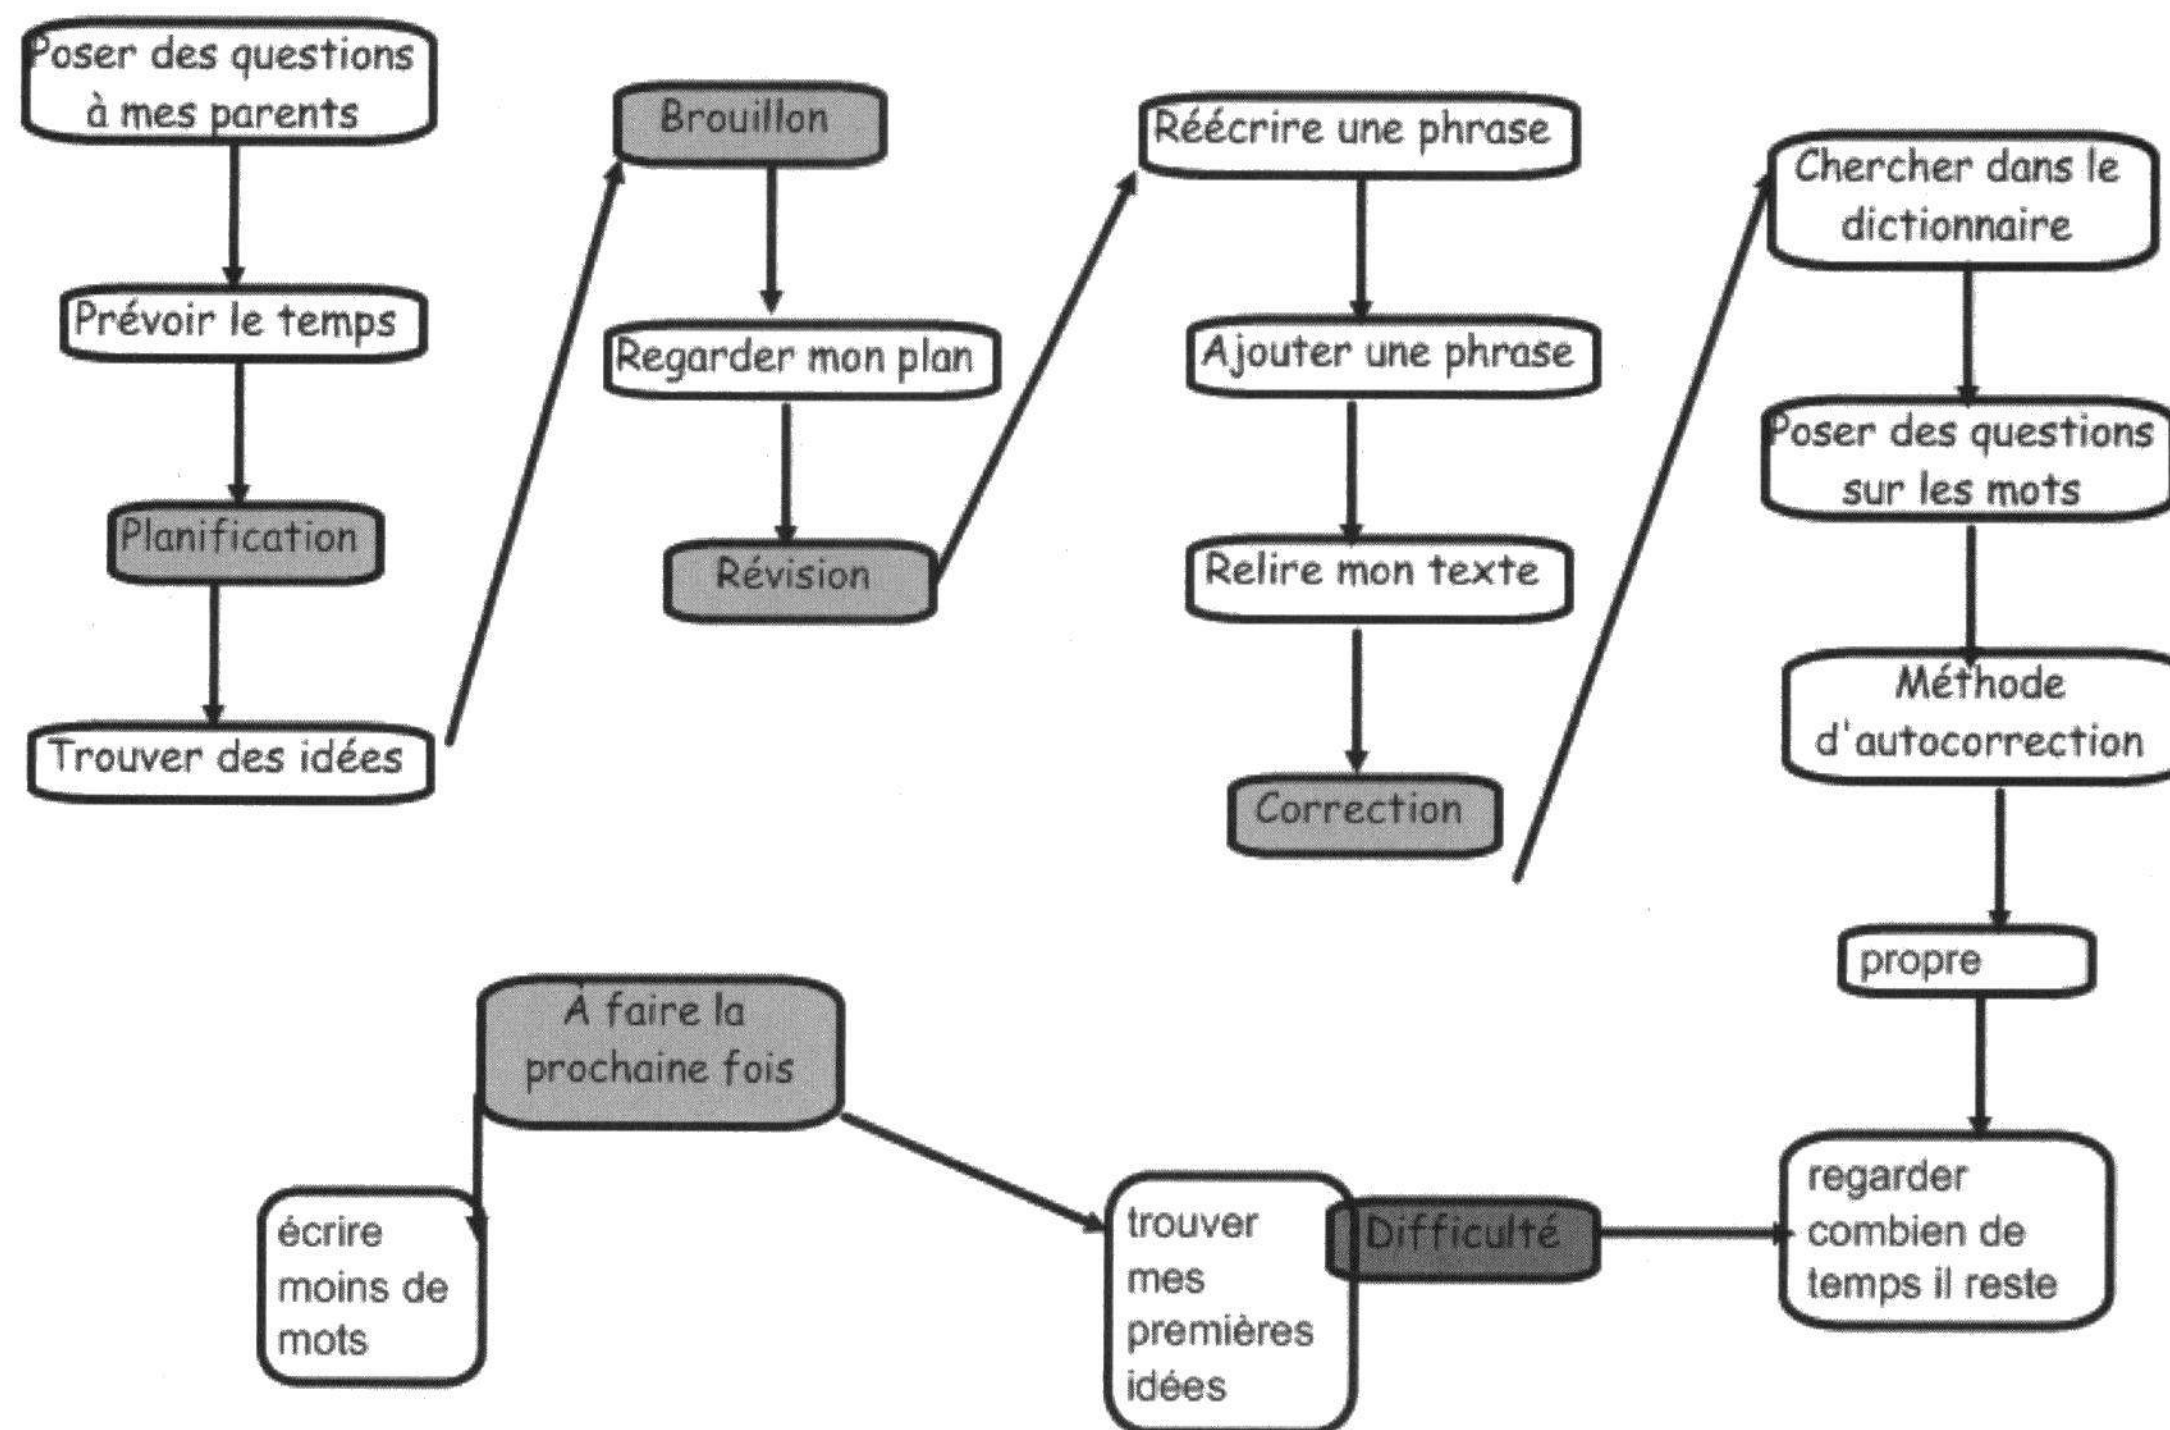 Poser des questions
à mes parents
Prévoir le temps
Planification
Trouver des idées
Brouillon
Regarder mon plan
Révision
Réécrire une phrase
Ajouter une phrase
Relire mon texte
Correction
Chercher dans le
dictionnaire
Poser des questions
sur les mots
Méthode
d'autocorrection
propre
regarder
combien de
temps il reste
Difficulté
À faire la
prochaine fois
écrire
moins de
mots
trouver
mes
premières
idées